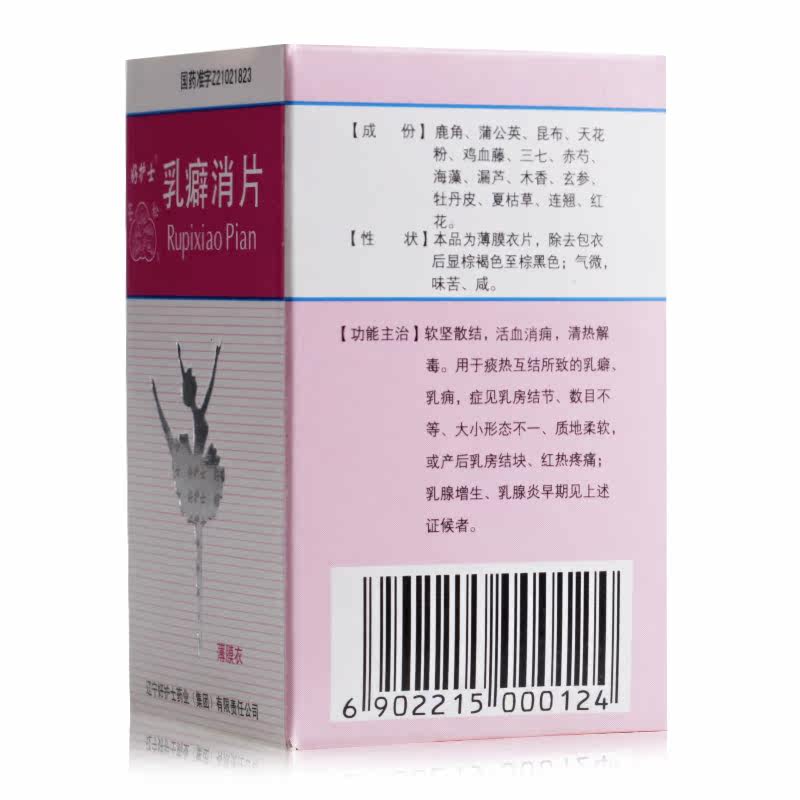 国药准字Z21021823
好护士®
乳癖消片
Rupixiao Pian
薄膜衣
辽宁好护士药业（集团）有限责任公司
【成 份】鹿角、蒲公英、昆布、天花
粉、鸡血藤、三七、赤芍、
海藻、漏芦、木香、玄参、
牡丹皮、夏枯草、连翘、红
花。
【性 状】本品为薄膜衣片，除去包衣
后显棕褐色至棕黑色；气微，
味苦、咸。
【功能主治】软坚散结，活血消痈，清热解
毒。用于痰热互结所致的乳癖、
乳痈，症见乳房结节、数目不
等、大小形态不一、质地柔软，
或产后乳房结块、红热疼痛；
乳腺增生、乳腺炎早期见上述
证候者。
6 902215 000124